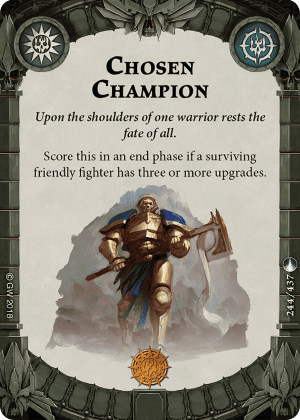 CHOSEN
CHAMPION
Upon the shoulders of one warrior rests the
fate of all.
Score this in an end phase if a surviving
friendly fighter has three or more upgrades.
© GW 2018
244/437